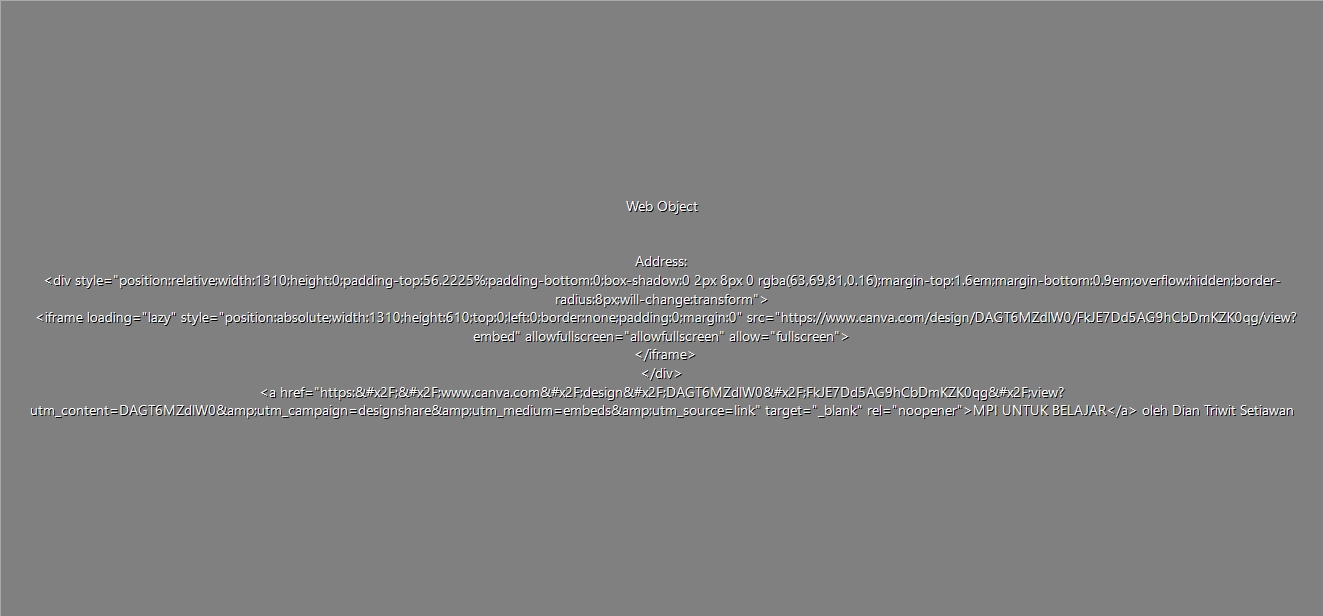 Web Object
Address:
<div style="position:relative;width:1310;height:0;padding-top:56.2225%;padding-bottom:0;box-shadow:0 2px 8px 0 rgba(63,69,81,0.16);margin-top:1.6em;margin-bottom:0.9em;overflow:hidden;border-
radius:8px;will-change:transform">
<iframe loading="lazy" style="position:absolute;width:1310;height:610;top:0;left:0;border:none;padding:0;margin:0" src="https://www.canva.com/design/DAGT6MZdlW0/FkJE7Dd5AG9hCbDmKZK0qg/view?
embed" allowfullscreen="allowfullscreen" allow="fullscreen">
</iframe>
</div>
<a href="https:&#x2F;&#x2F;www.canva.com&#x2F;design&#x2F;DAGT6MZdlW0&#x2F;FkJE7Dd5AG9hCbDmKZK0qg&#x2F;view?
utm_content=DAGT6MZdlW0&amp;utm_campaign=designshare&amp;utm_medium=embeds&amp;utm_source=link" target="_blank" rel="noopener">MPI UNTUK BELAJAR</a> oleh Dian Triwit Setiawan